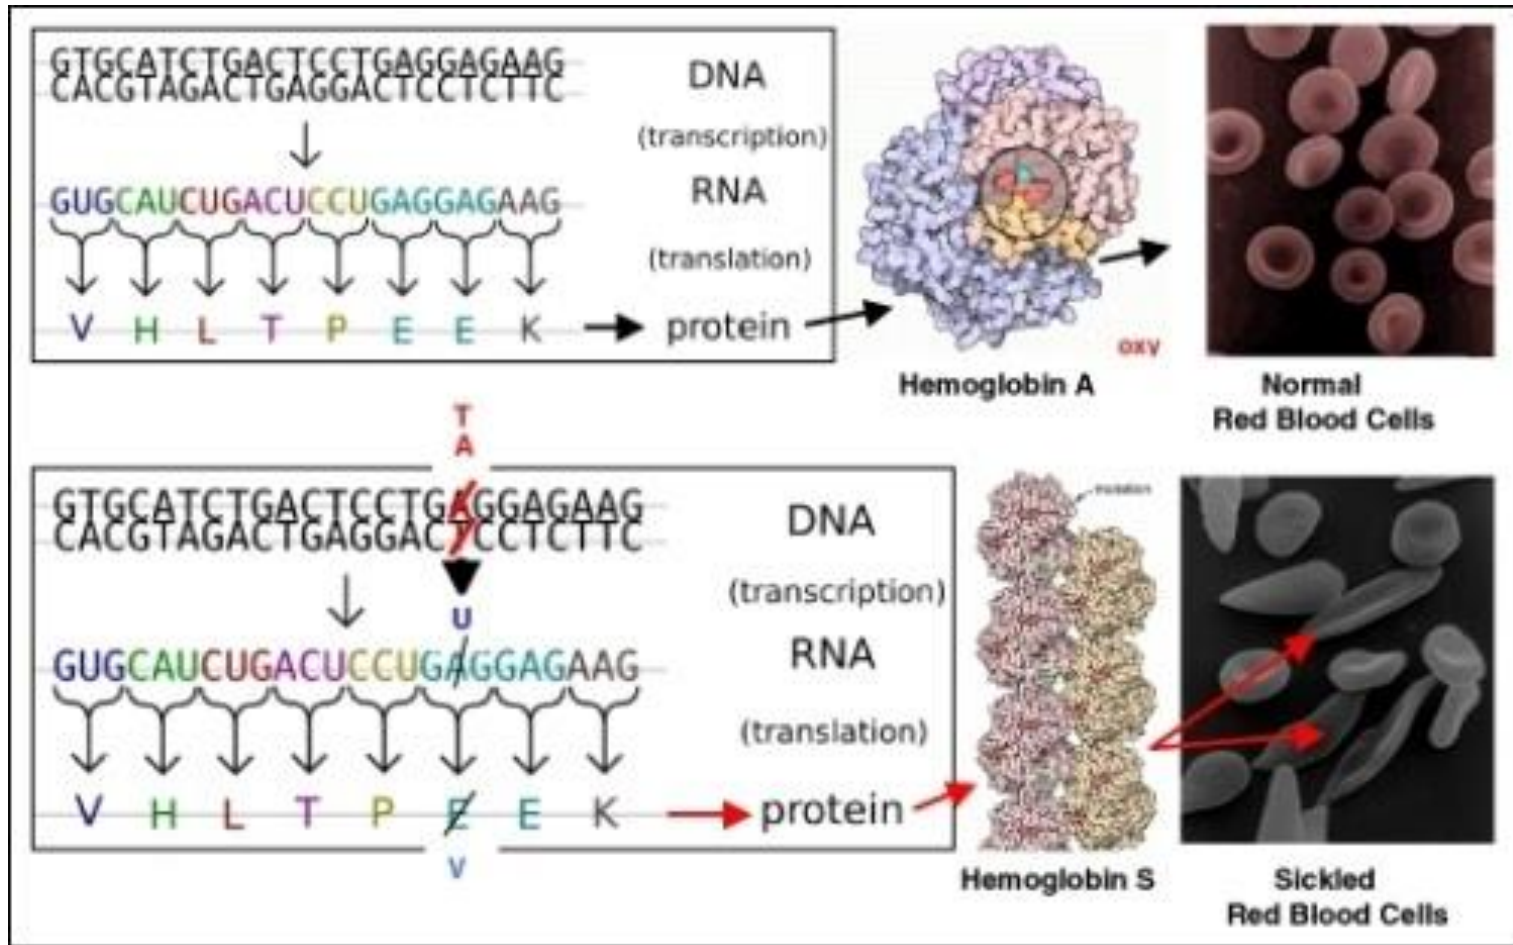 GTGCATCTGACTCCTGAGGAGAAG
CACGTAGACTGAGGACTCCTCTTC
DNA
(transcription)
GUGCAUCUGACUCCUGAGGAGAAG
RNA
(translation)
V H L T P E E K
protein
oxy
Hemoglobin A
Normal
Red Blood Cells
T
A
GTGCATCTGACTCCTGAGGAGAAG
CACGTAGACTGAGGACTCCTCTTC
DNA
(transcription)
U
GUGCAUCUGACUCCUGAGGAGAAG
RNA
(translation)
V H L T P E E K
protein
V
Hemoglobin S
Sickled
Red Blood Cells